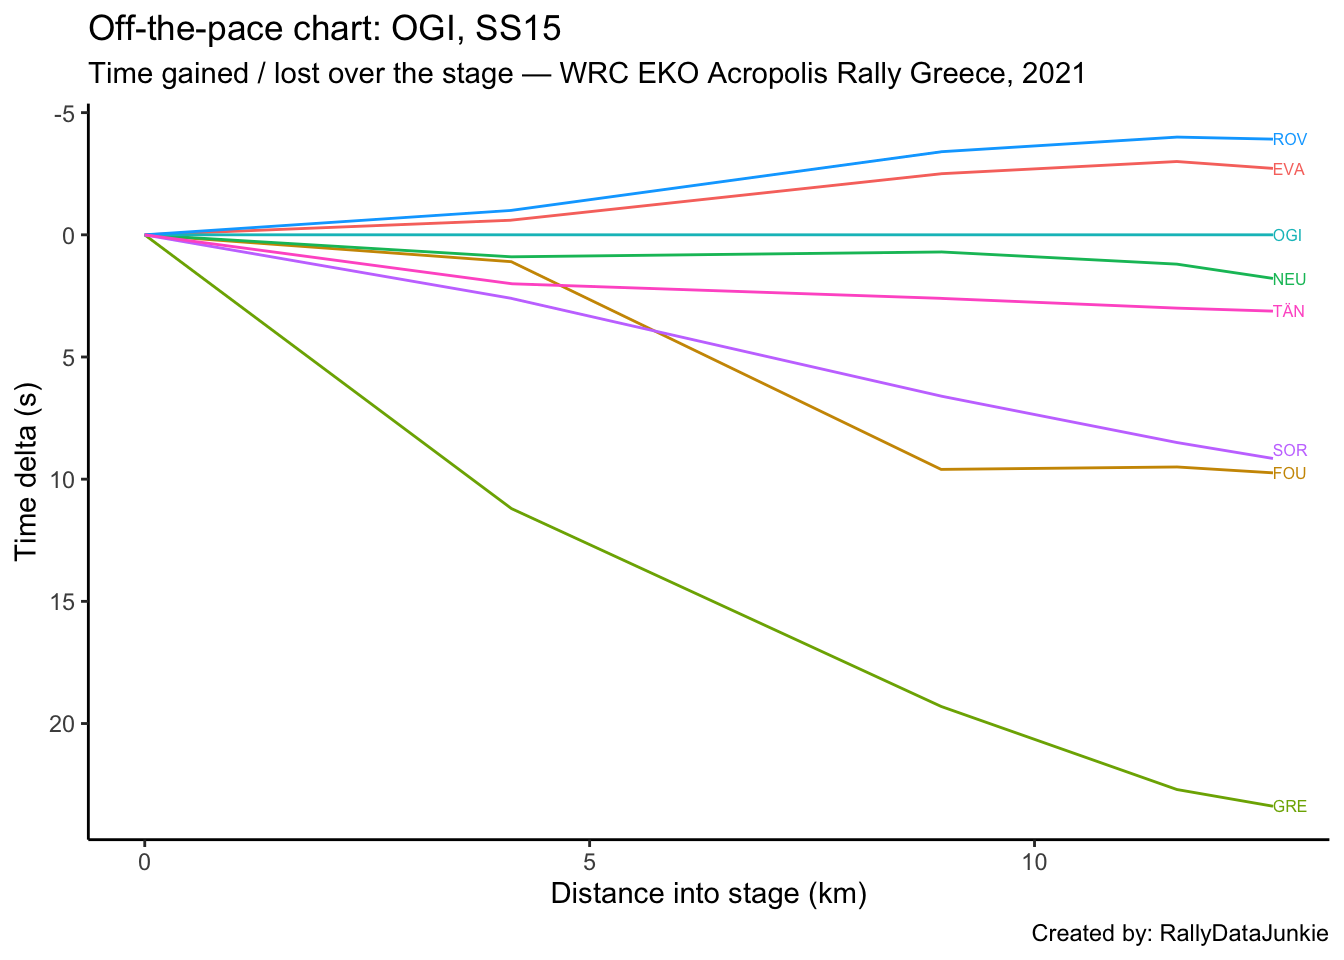 Off-the-pace chart: OGI, SS15
Time gained / lost over the stage — WRC EKO Acropolis Rally Greece, 2021
-5
0
5
10
15
20
Time delta (s)
ROV
EVA
OGI
NEU
TÄN
SOR
FOU
GRE
0 5 10
Distance into stage (km)
Created by: RallyDataJunkie